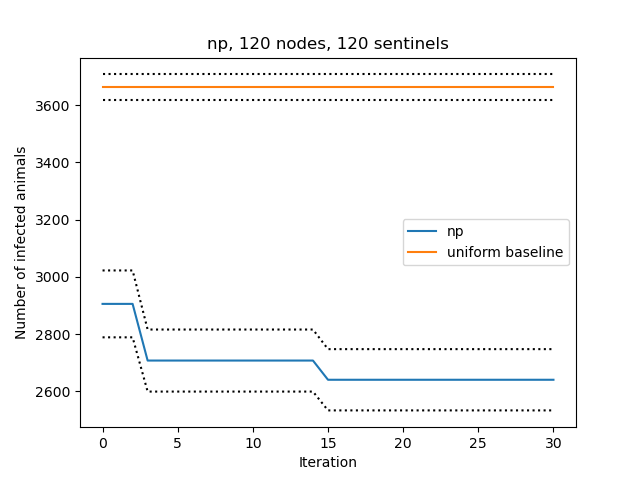 np, 120 nodes, 120 sentinels
Number of infected animals
3600
3400
3200
3000
2800
2600
np
uniform baseline
0 5 10 15 20 25 30
Iteration